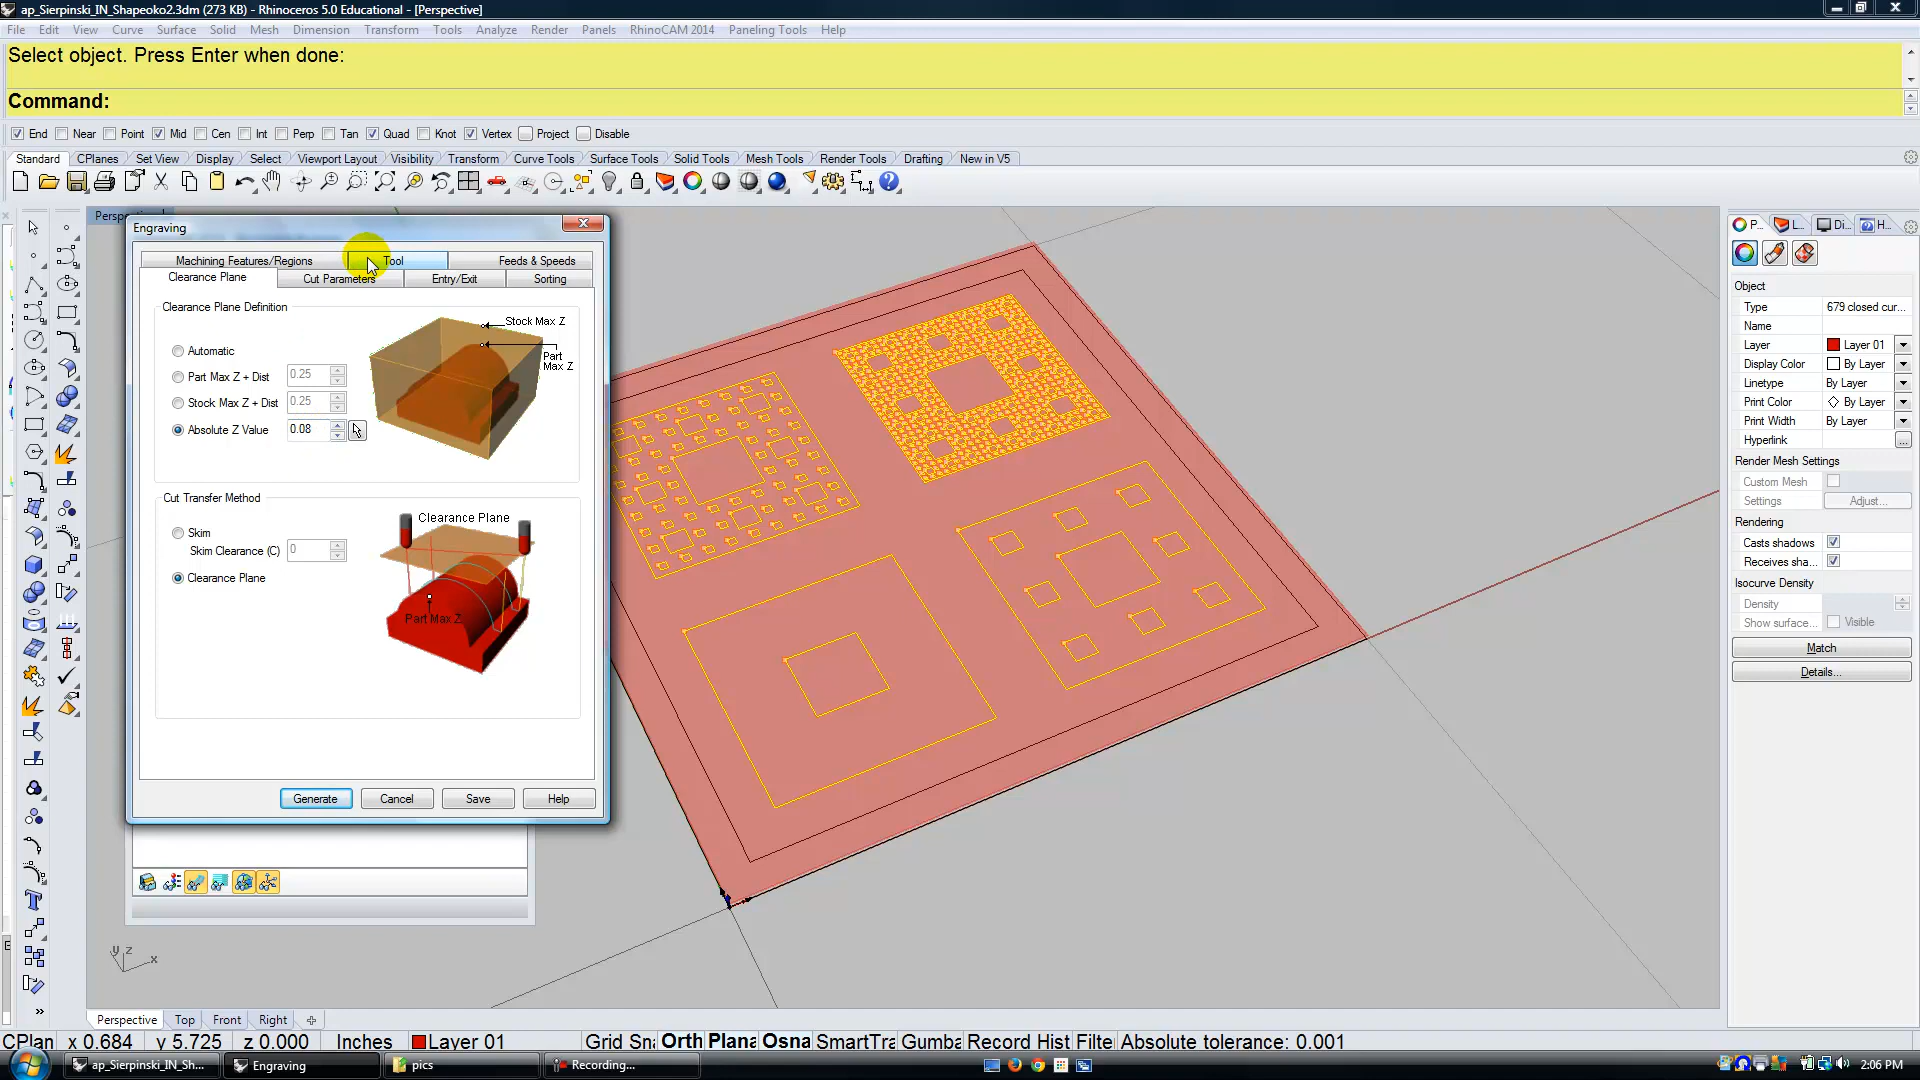 ap_Sierpinski_IN_Shapeoko2.3dm (273 KB) - Rhinoceros 5.0 Educational - [Perspective]
File Edit View Curve Surface Solid Mesh Dimension Transform Tools Analyze Render Panels RhinoCAM 2014 Paneling Tools Help
Select object. Press Enter when done:
Command:
End Near Point Mid Cen Int Perp Tan Quad Knot Vertex Project Disable
Standard CPlanes Set View Display Select Viewport Layout Visibility Transform Curve Tools Surface Tools Solid Tools Mesh Tools Render Tools Drafting New in V5
Engraving
Machining Features/Regions Tool Feeds & Speeds
Clearance Plane Cut Parameters Entry/Exit Sorting
Clearance Plane Definition
Automatic
Part Max Z + Dist 0.25
Stock Max Z + Dist 0.25
Absolute Z Value 0.08
Stock Max Z
Part
Max Z
Cut Transfer Method
Skim
Skim Clearance (C) 0
Clearance Plane
Clearance Plane
Part Max Z
Generate Cancel Save Help
P... L... Di... H...
Object
Type 679 closed cur...
Name
Layer Layer 01
Display Color By Layer
Linetype By Layer
Print Color By Layer
Print Width By Layer
Hyperlink ...
Render Mesh Settings
Custom Mesh
Settings Adjust...
Rendering
Casts shadows
Receives sha...
Isocurve Density
Density
Show surface... Visible
Match
Details...
y z x
Perspective Top Front Right
CPlan x 0.684 y 5.725 z 0.000 Inches Layer 01 Grid Sna Orth Plana Osna SmartTra Gumba Record Hist Filte Absolute tolerance: 0.001
ap_Sierpinski_IN_Sh... Engraving pics Recording... 2:06 PM